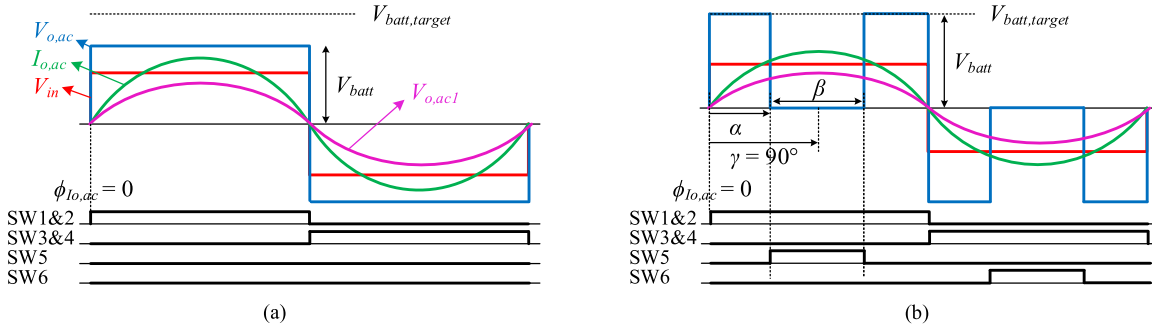 V_batt,target
V_o,ac
I_o,ac
V_in
V_batt
V_o,ac1
ϕ_Io,ac = 0
SW1&2
SW3&4
SW5
SW6
(a)
V_batt,target
V_batt
β
α
γ = 90°
ϕ_Io,ac = 0
SW1&2
SW3&4
SW5
SW6
(b)